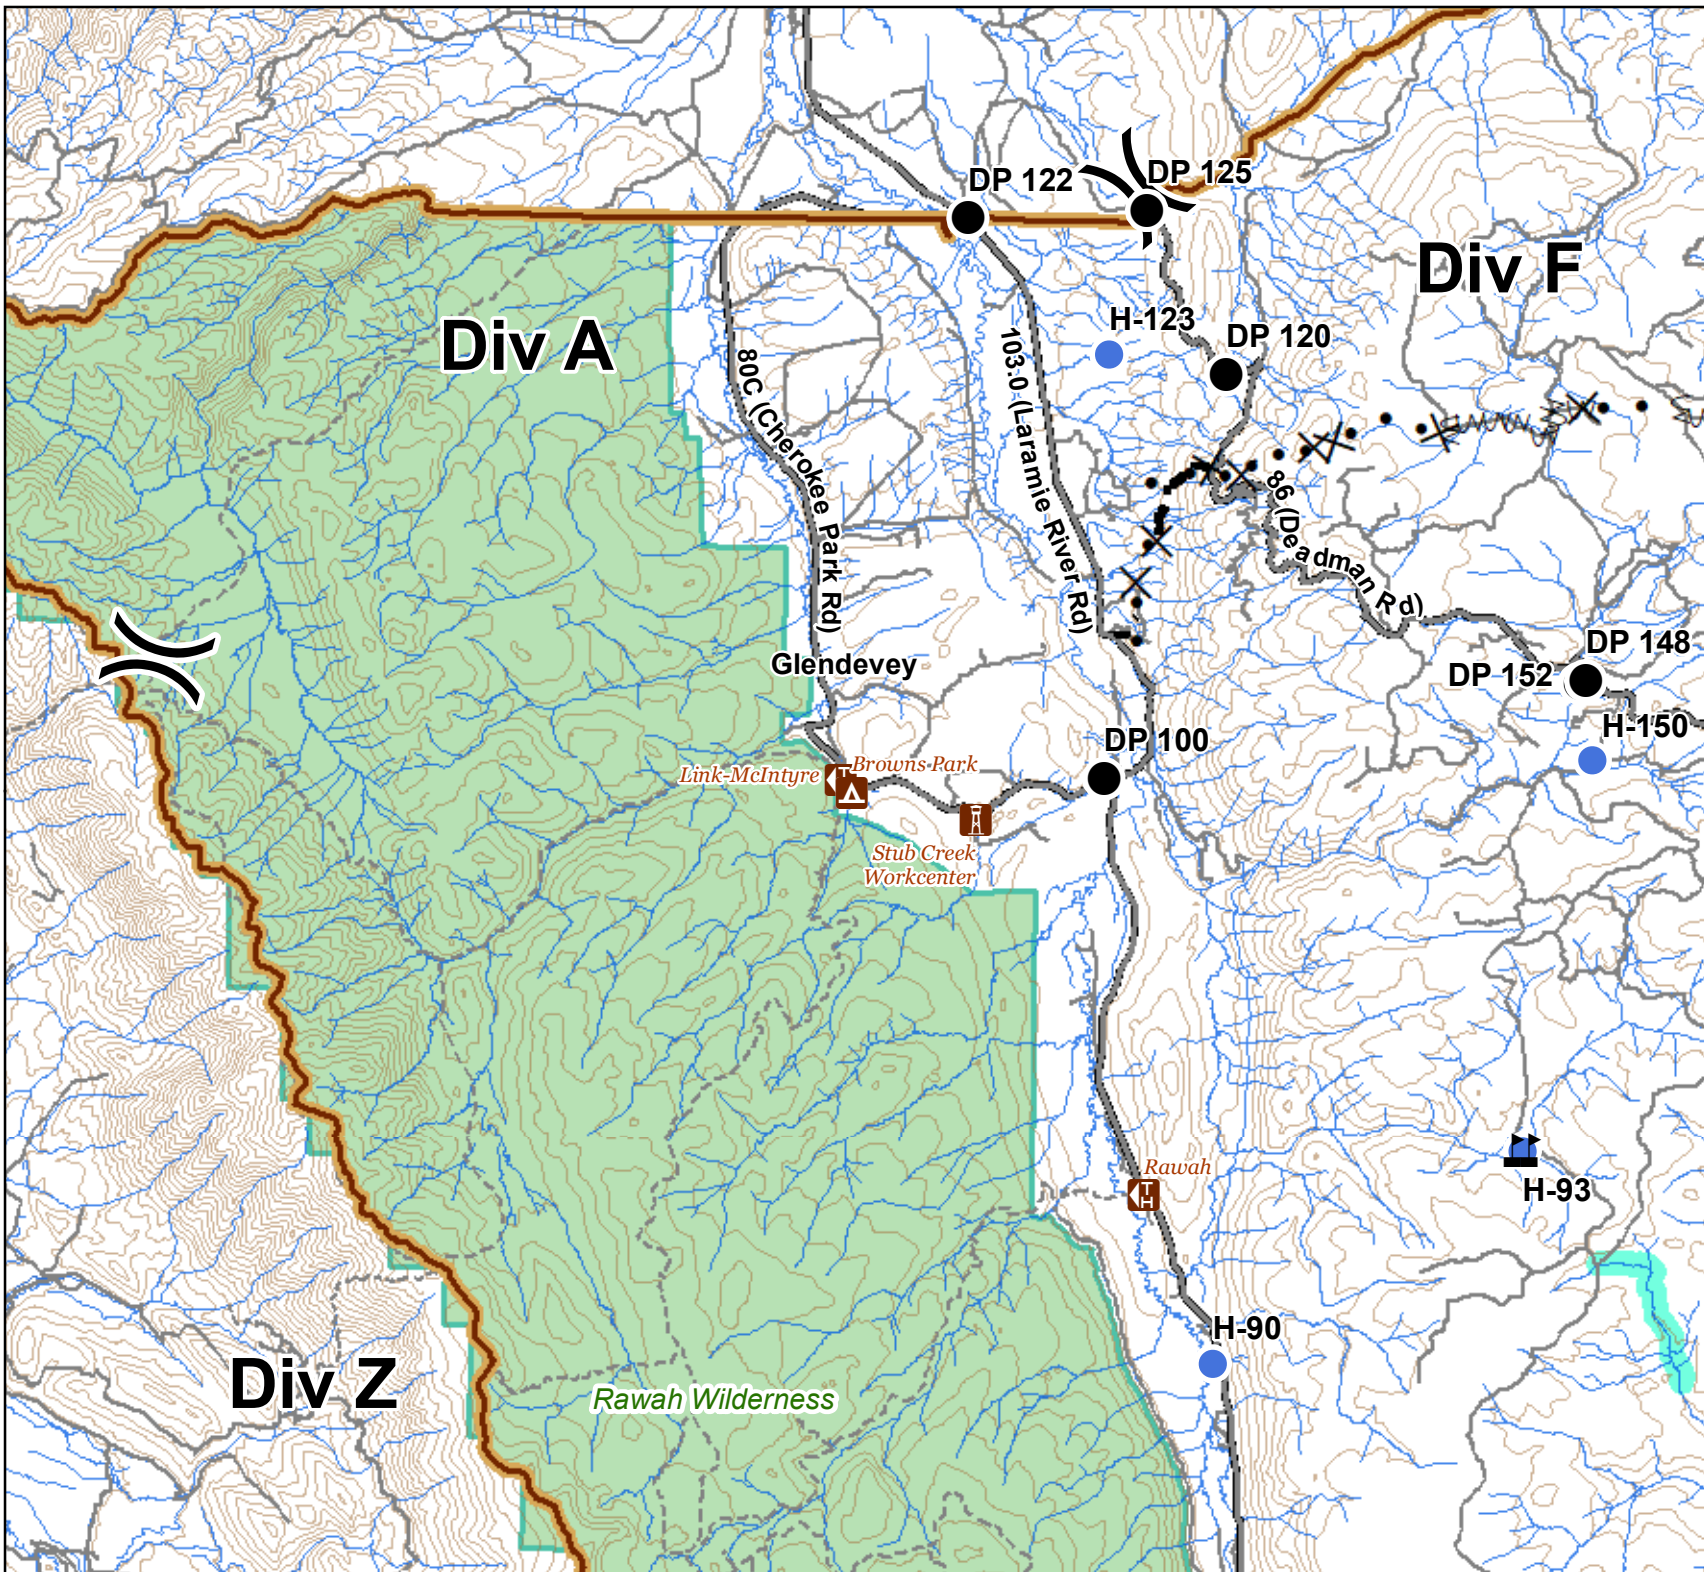 DP 122
DP 125
Div F
H-123
DP 120
Div A
80C (Cherokee Park Rd)
103.0 (Laramie River Rd)
86 (Deadman Rd)
Glendevey
DP 148
DP 152
H-150
DP 100
Link-McIntyre
Browns Park
Stub Creek
Workcenter
Rawah
H-93
H-90
Div Z
Rawah Wilderness